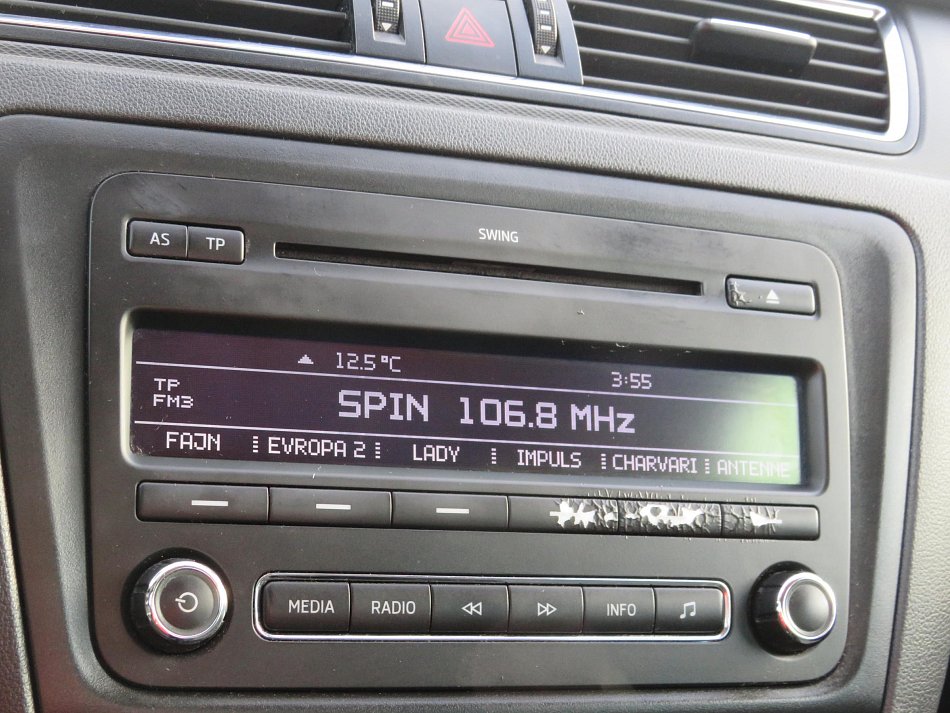 SWING
AS TP
12.5°C
3:55
TP
FM3
SPIN 106.8 MHz
FAJN EVROPA 2 LADY IMPULS CHARVARI ANTENNE
MEDIA RADIO INFO